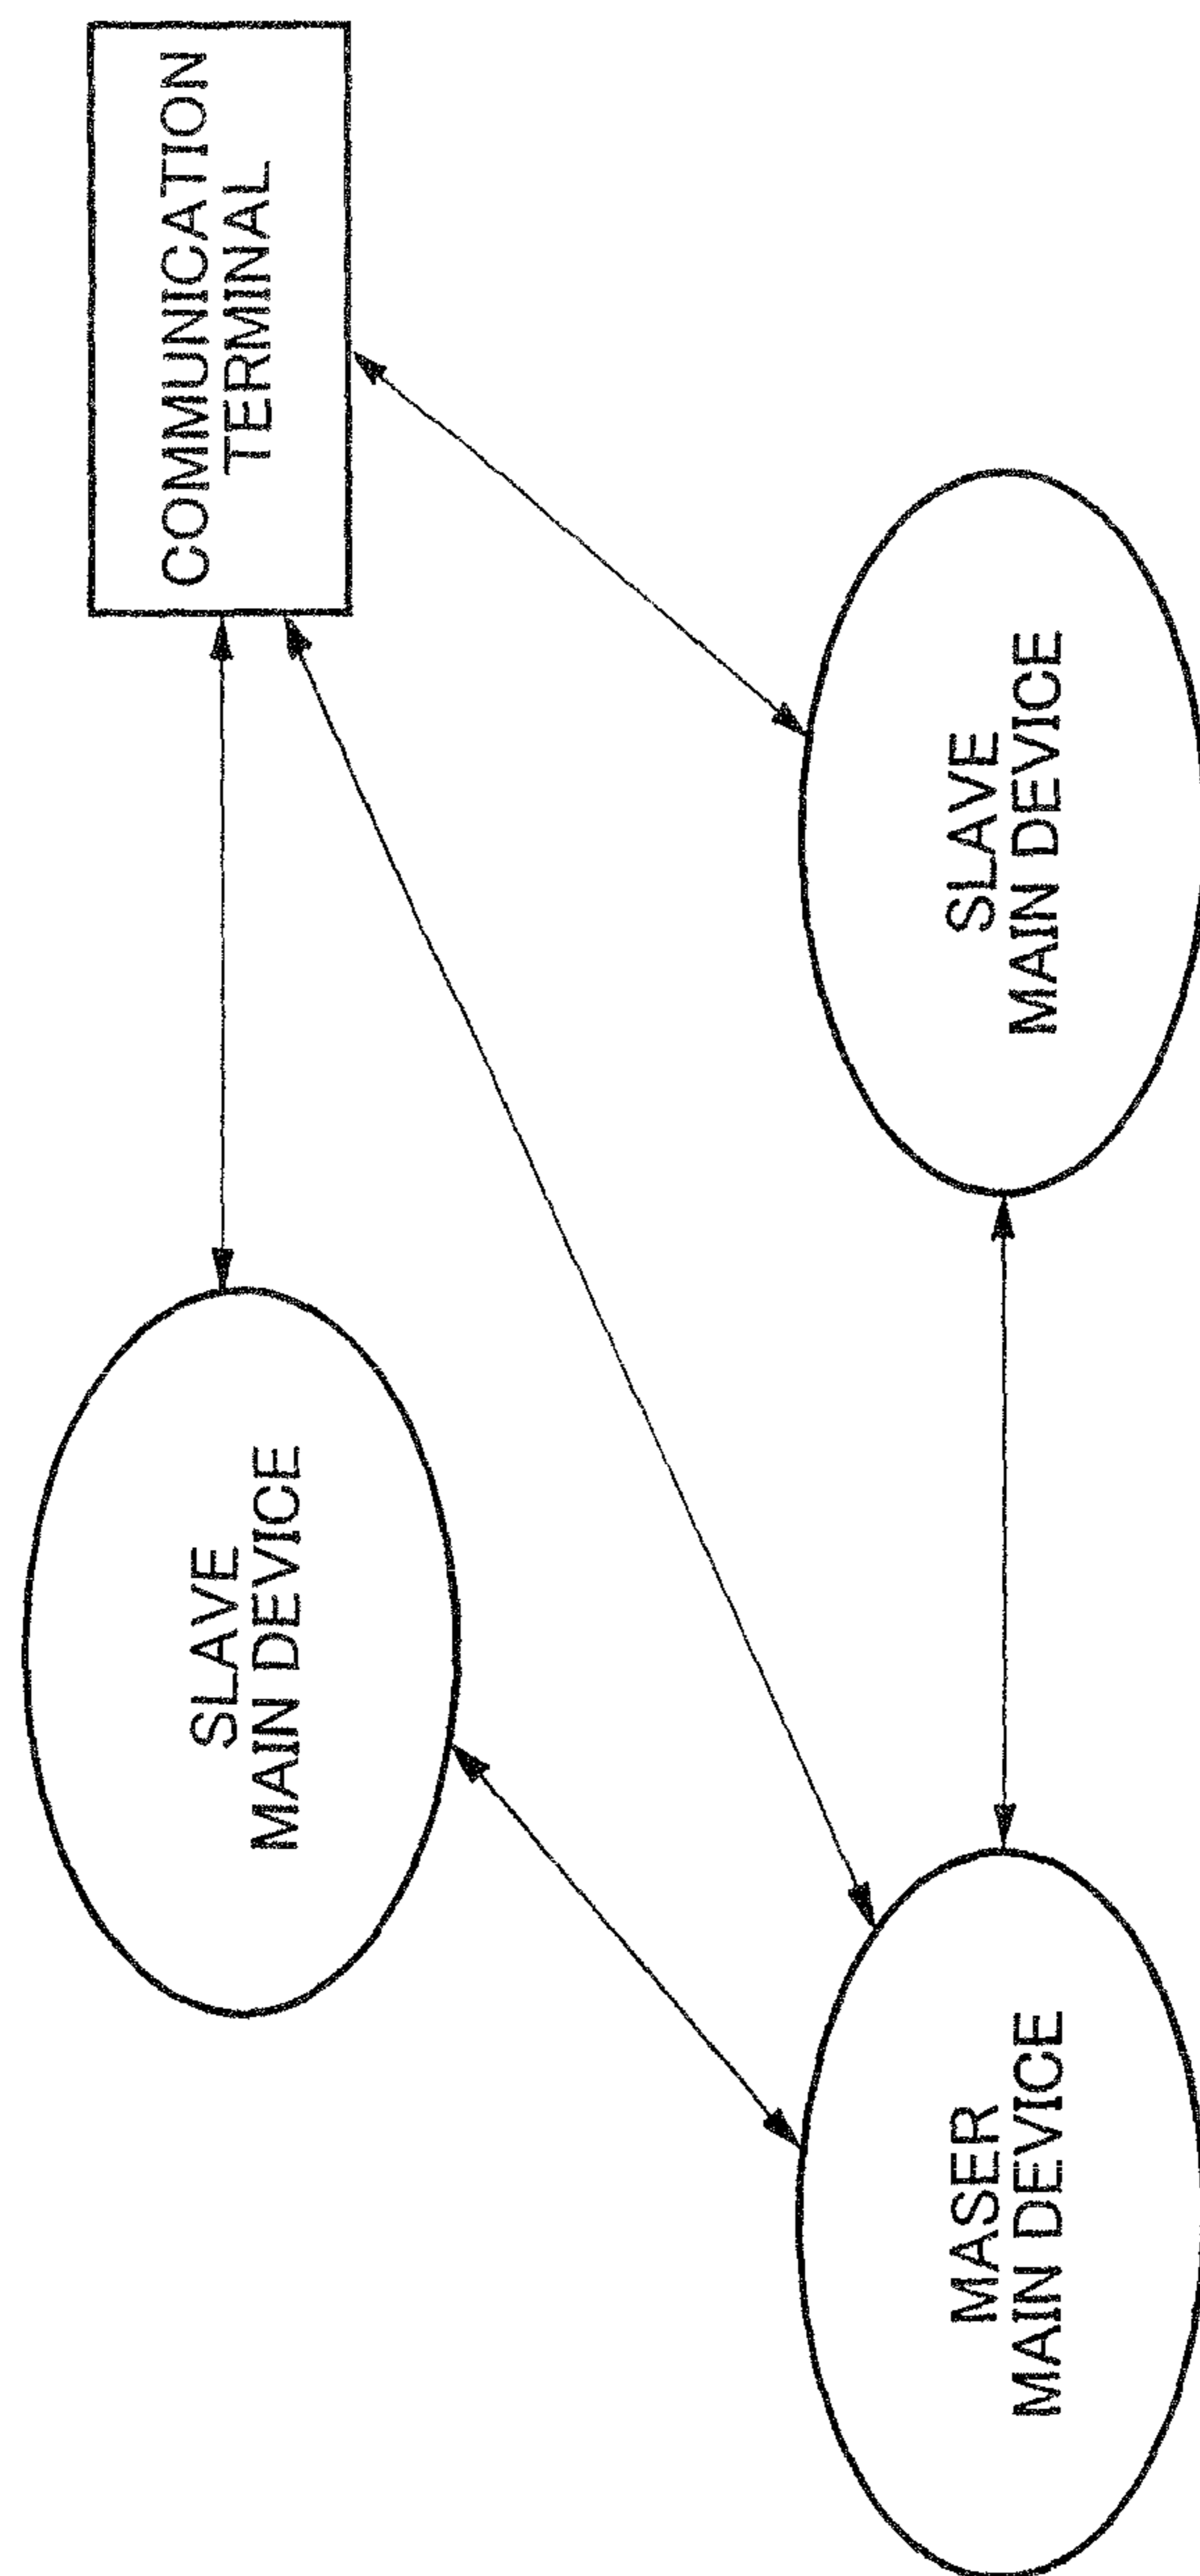 COMMUNICATION
TERMINAL
SLAVE
MAIN DEVICE
SLAVE
MAIN DEVICE
MASER
MAIN DEVICE